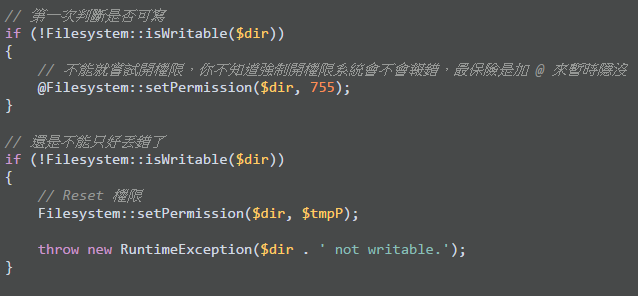 // 第一次判斷是否可寫
if (!Filesystem::isWritable($dir))
{
    // 不能就嘗試開權限，你不知道強制開權限系統會不會報錯，最保險是加 @ 來暫時隱沒
    @Filesystem::setPermission($dir, 755);
}

// 還是不能只好丟錯了
if (!Filesystem::isWritable($dir))
{
    // Reset 權限
    Filesystem::setPermission($dir, $tmpP);

    throw new RuntimeException($dir . ' not writable.');
}